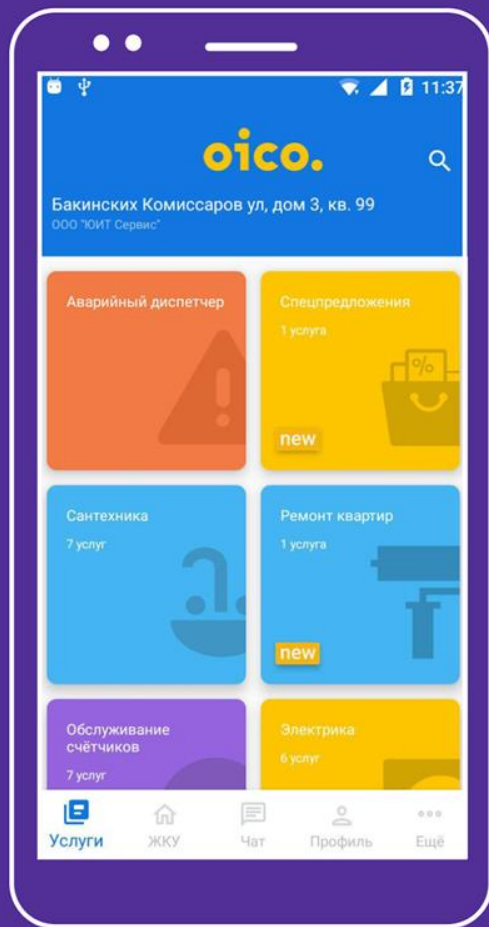 11:37
oico.
Бакинских Комиссаров ул, дом 3, кв. 99
ООО "ЮИТ Сервис"
Аварийный диспетчер
Спецпредложения
1 услуга
%
new
Сантехника
7 услуг
Ремонт квартир
1 услуга
new
Обслуживание
счётчиков
7 услуг
Электрика
6 услуг
Услуги
ЖКУ
Чат
Профиль
Ещё